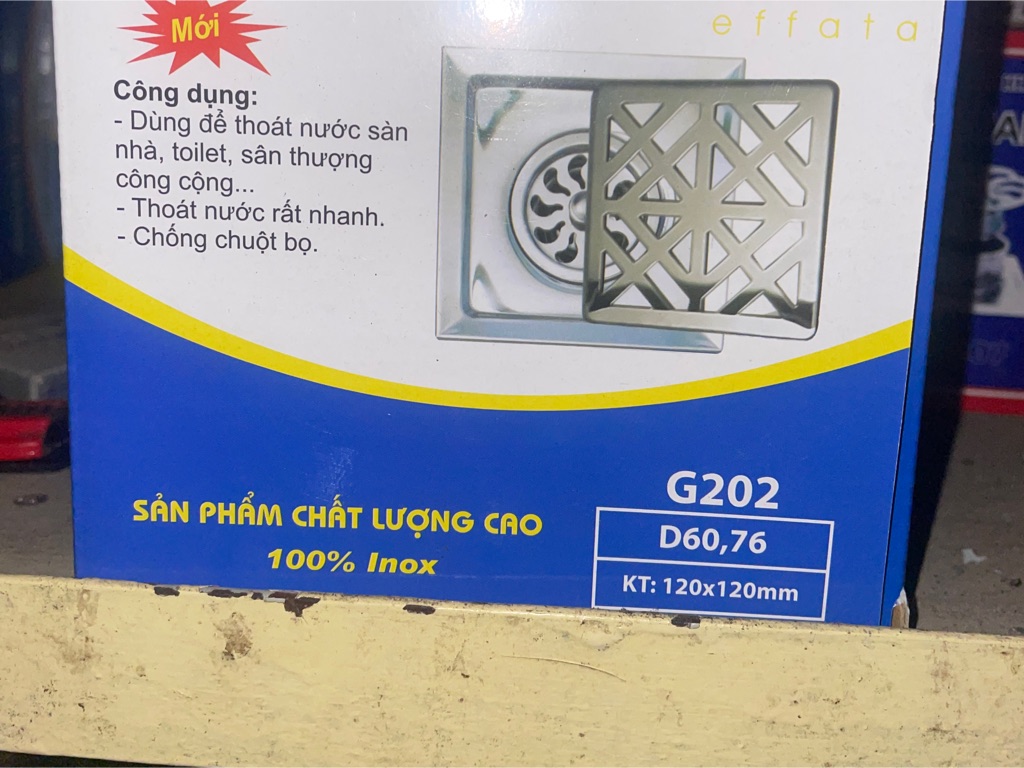 Mới
effata
Công dụng:
- Dùng để thoát nước sàn
nhà, toilet, sân thượng
công cộng...
- Thoát nước rất nhanh.
- Chống chuột bọ.
SẢN PHẨM CHẤT LƯỢNG CAO
100% Inox
G202
D60,76
KT: 120x120mm